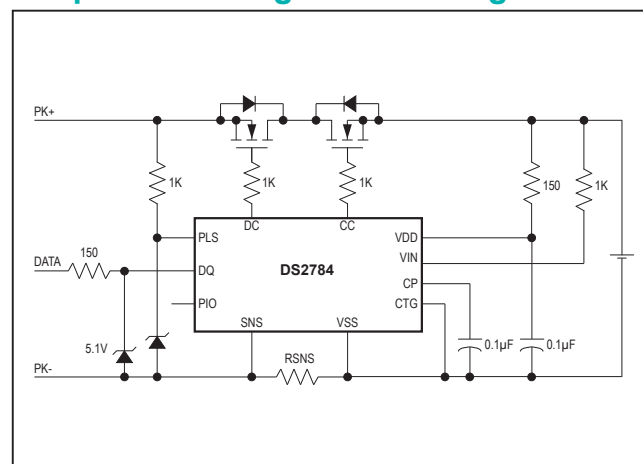 PK+
1K
1K
1K
150
1K
DC
CC
PLS
VDD
DATA
150
DQ
DS2784
VIN
PIO
CP
CTG
SNS
VSS
5.1V
RSNS
0.1µF
0.1µF
PK-